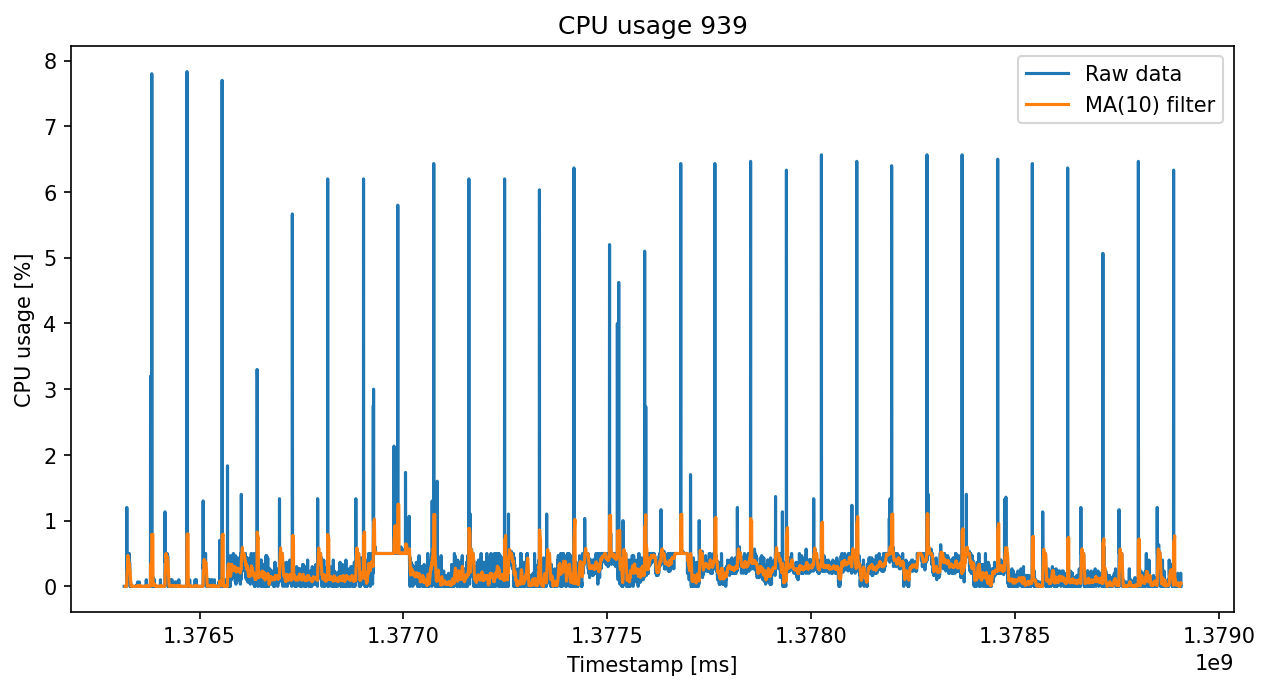 CPU usage 939
Raw data
MA(10) filter
CPU usage [%]
8
7
6
5
4
3
2
1
0
1.3765 1.3770 1.3775 1.3780 1.3785 1.3790
1e9
Timestamp [ms]